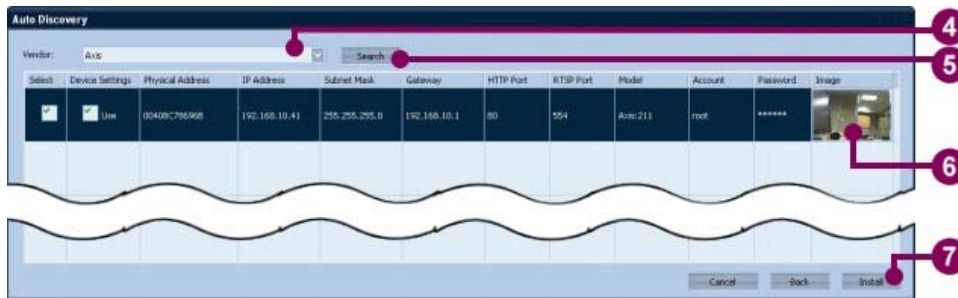 Auto Discovery
4
Vendor: Axis Search
5
Select Device Settings Physical Address IP Address Subnet Mask Gateway HTTP Port RTSP Port Model Account Password Image
Use 00408C786968 192.168.10.41 255.255.255.0 192.168.10.1 80 554 Axis:211 root ******
6
7
Cancel Back Install